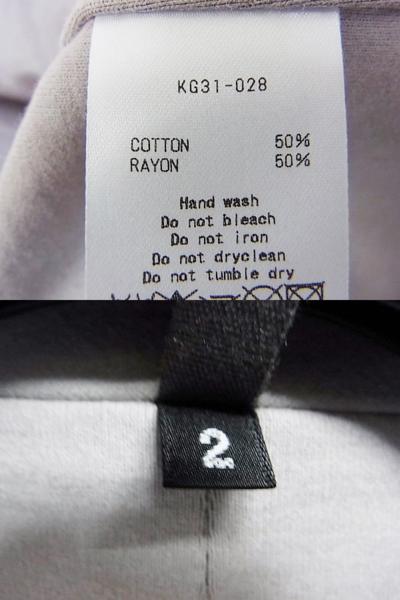 KG31-028
COTTON 50%
RAYON 50%
Hand wash
Do not bleach
Do not iron
Do not dryclean
Do not tumble dry
2